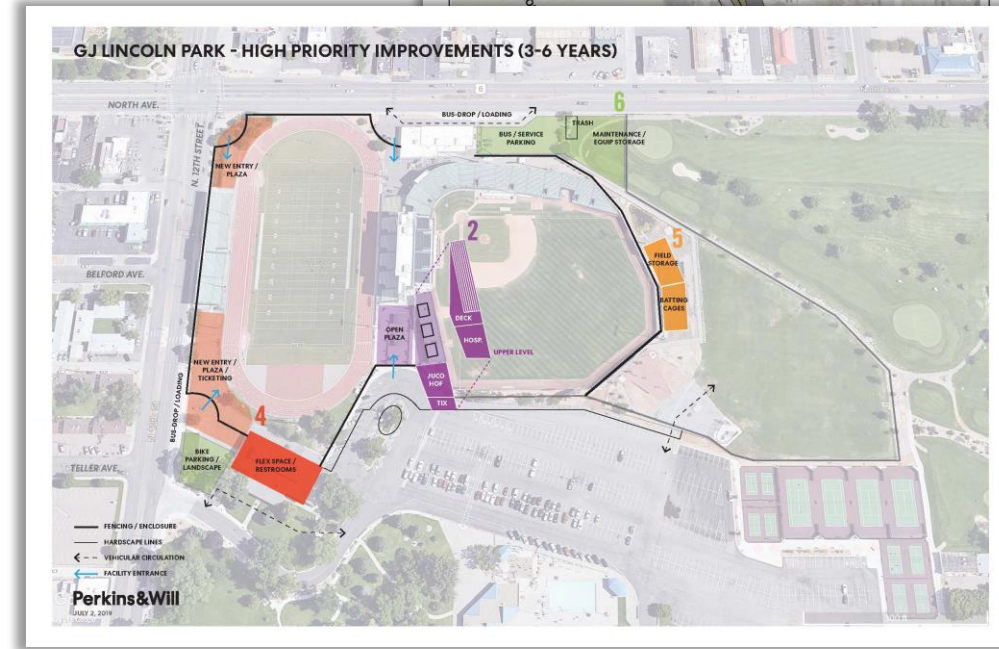 GJ LINCOLN PARK - HIGH PRIORITY IMPROVEMENTS (3-6 YEARS)
NORTH AVE.
6
BUS-DROP / LOADING
6
TRASH
BUS / SERVICE
PARKING
MAINTENANCE /
EQUIP STORAGE
N. 12TH STREET
NEW ENTRY /
PLAZA
2
5
FIELD
STORAGE
BATTING
CAGES
BELFORD AVE.
DECK
HOSP.
OPEN
PLAZA
UPPER LEVEL
NEW ENTRY /
PLAZA /
TICKETING
JUCO
HOF
TIX
BUS-DROP / LOADING
4
BIKE
PARKING /
LANDSCAPE
FLEX SPACE /
RESTROOMS
TELLER AVE.
FENCING / ENCLOSURE
HARDSCAPE LINES
VEHICULAR CIRCULATION
FACILITY ENTRANCE
Perkins&Will
JULY 2, 2019